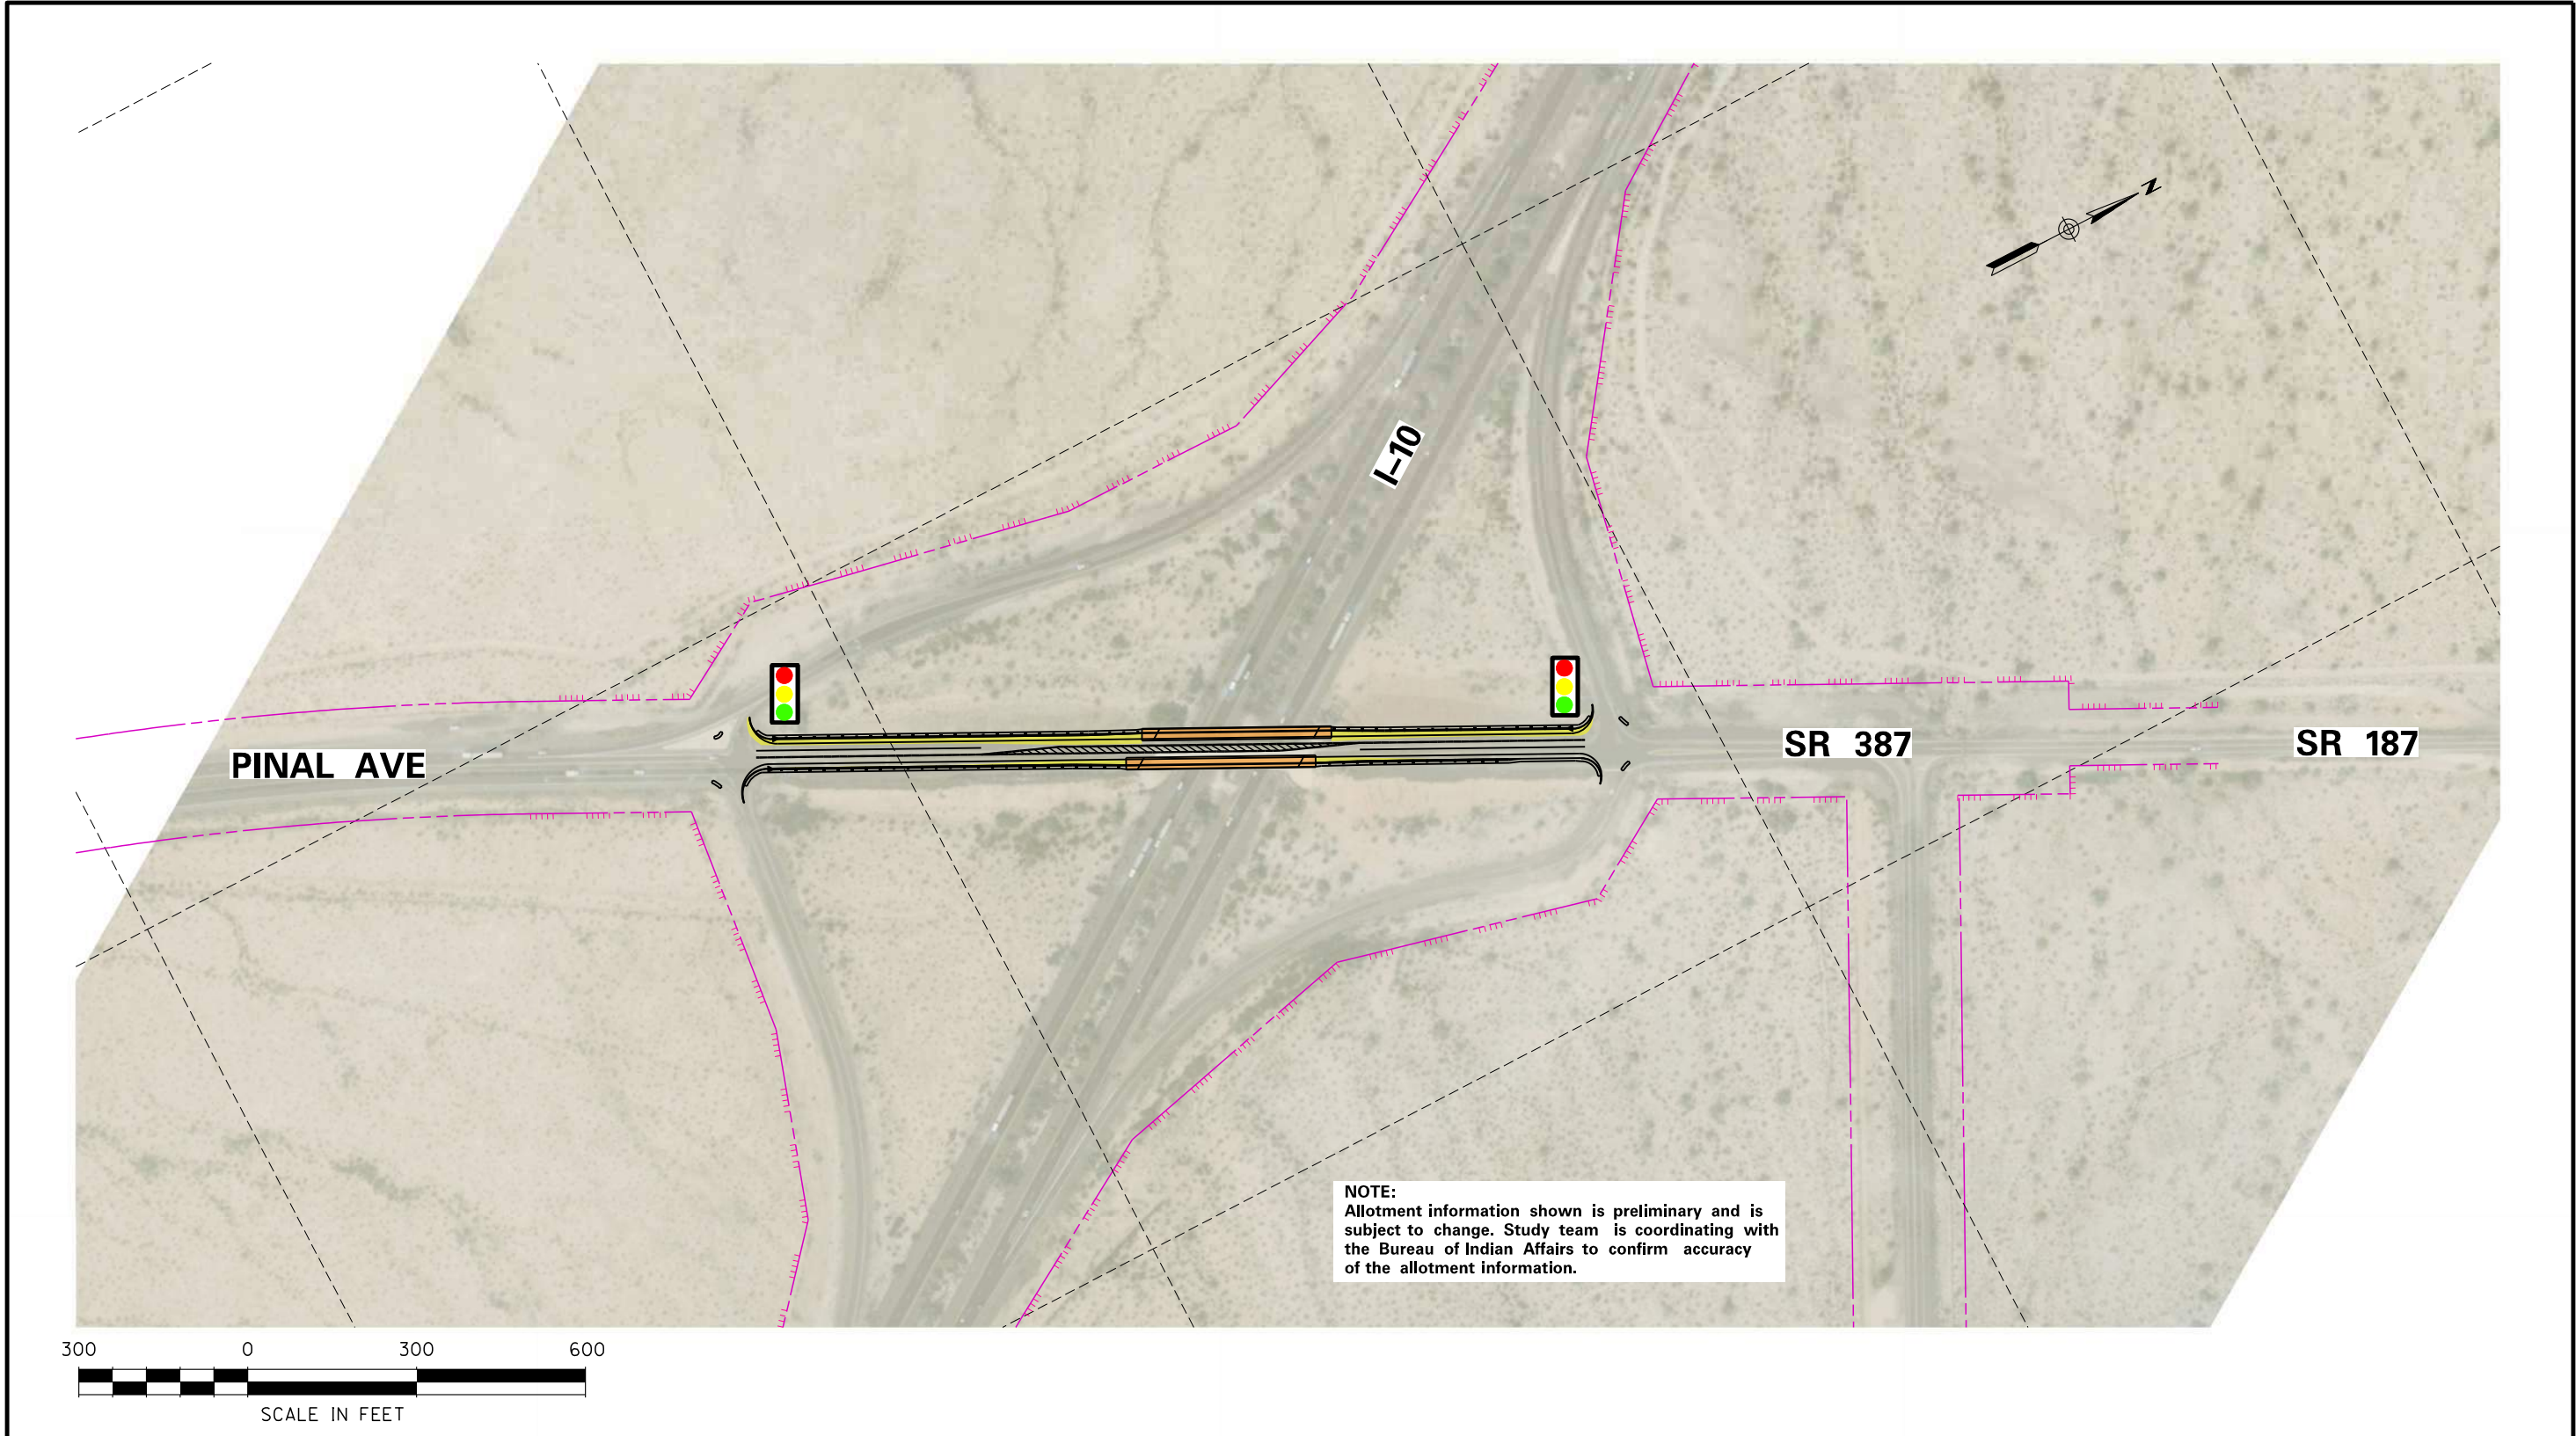 N
I-10
PINAL AVE
SR 387
SR 187
NOTE:
Allotment information shown is preliminary and is
subject to change. Study team is coordinating with
the Bureau of Indian Affairs to confirm accuracy
of the allotment information.
300 0 300 600
SCALE IN FEET